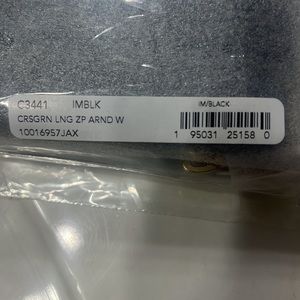 C3441 IMBLK IM/BLACK
CRSGRN LNG ZP ARND W
10016957JAX
1 95031 25158 0